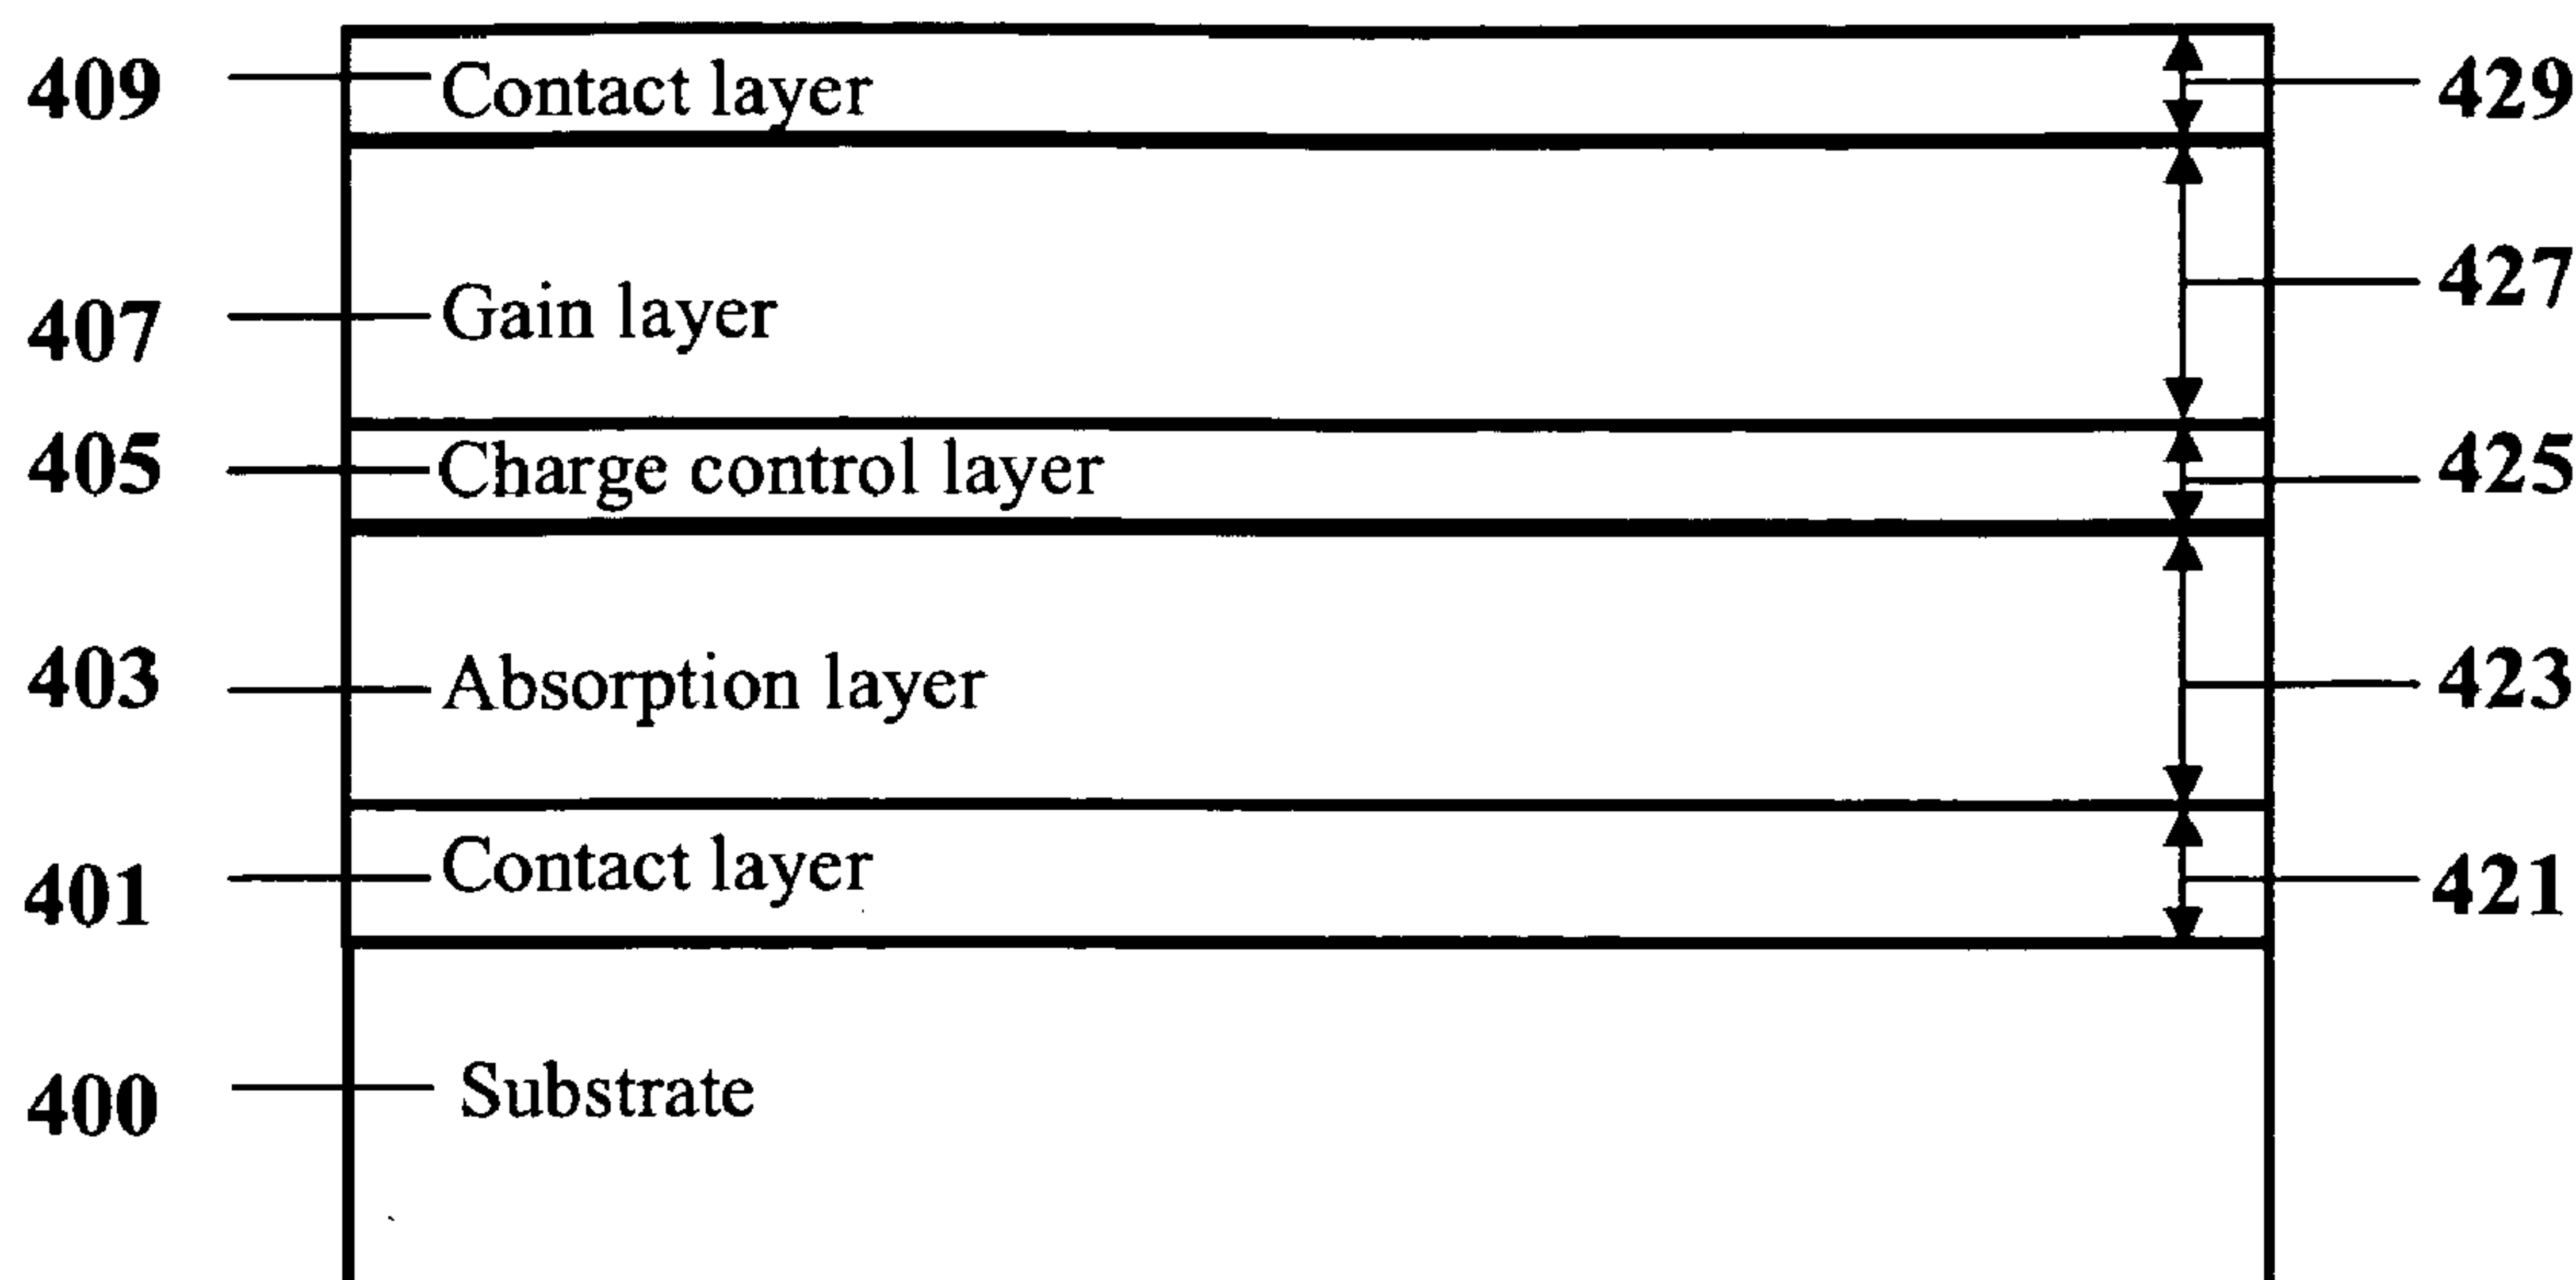 409 Contact layer 429
407 Gain layer 427
405 Charge control layer 425
403 Absorption layer 423
401 Contact layer 421
400 Substrate